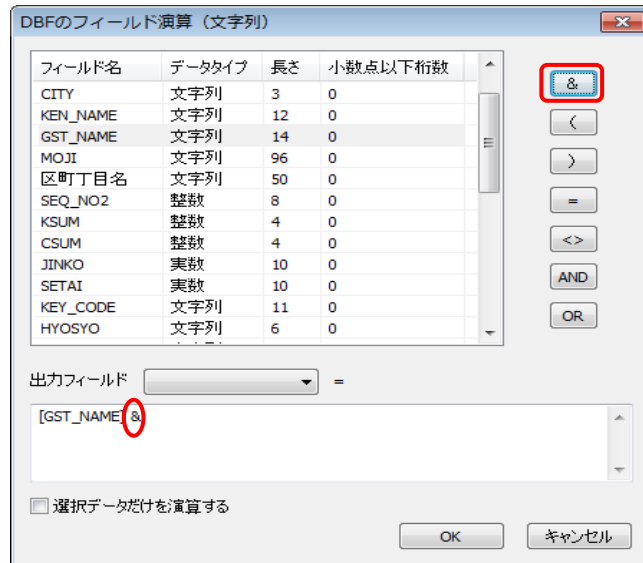 DBFのフィールド演算（文字列）
フィールド名 データタイプ 長さ 小数点以下桁数
CITY 文字列 3 0
KEN_NAME 文字列 12 0
GST_NAME 文字列 14 0
MOJI 文字列 96 0
区町丁目名 文字列 50 0
SEQ_NO2 整数 8 0
KSUM 整数 4 0
CSUM 整数 4 0
JINKO 実数 10 0
SETAI 実数 10 0
KEY_CODE 文字列 11 0
HYOSYO 文字列 6 0
&
(
)
=
<>
AND
OR
出力フィールド =
[GST_NAME] &
選択データだけを演算する
OK キャンセル